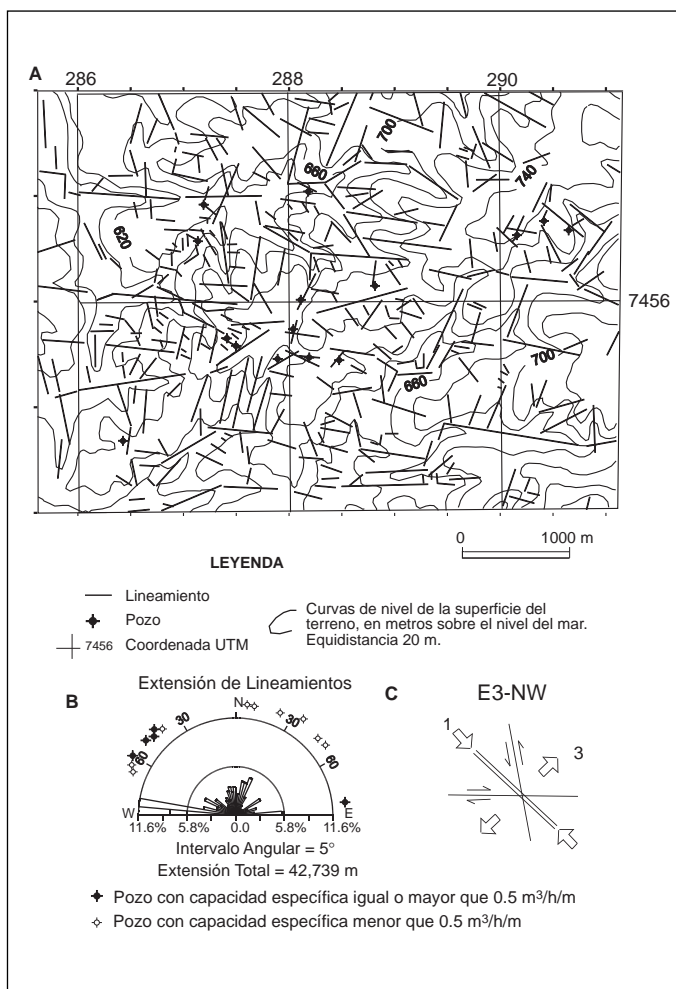 A
286 288 290
700
660
740
620
7456
700
680
0 1000 m
LEYENDA
Lineamiento
Pozo
7456 Coordenada UTM
Curvas de nivel de la superficie del
terreno, en metros sobre el nivel del mar.
Equidistancia 20 m.
B
Extensión de Lineamientos
N
30 30
60 60
W E
11.6% 5.8% 0.0 5.8% 11.6%
Intervalo Angular = 5°
Extensión Total = 42,739 m
C
E3-NW
1
3
Pozo con capacidad específica igual o mayor que 0.5 m³/h/m
Pozo con capacidad específica menor que 0.5 m³/h/m